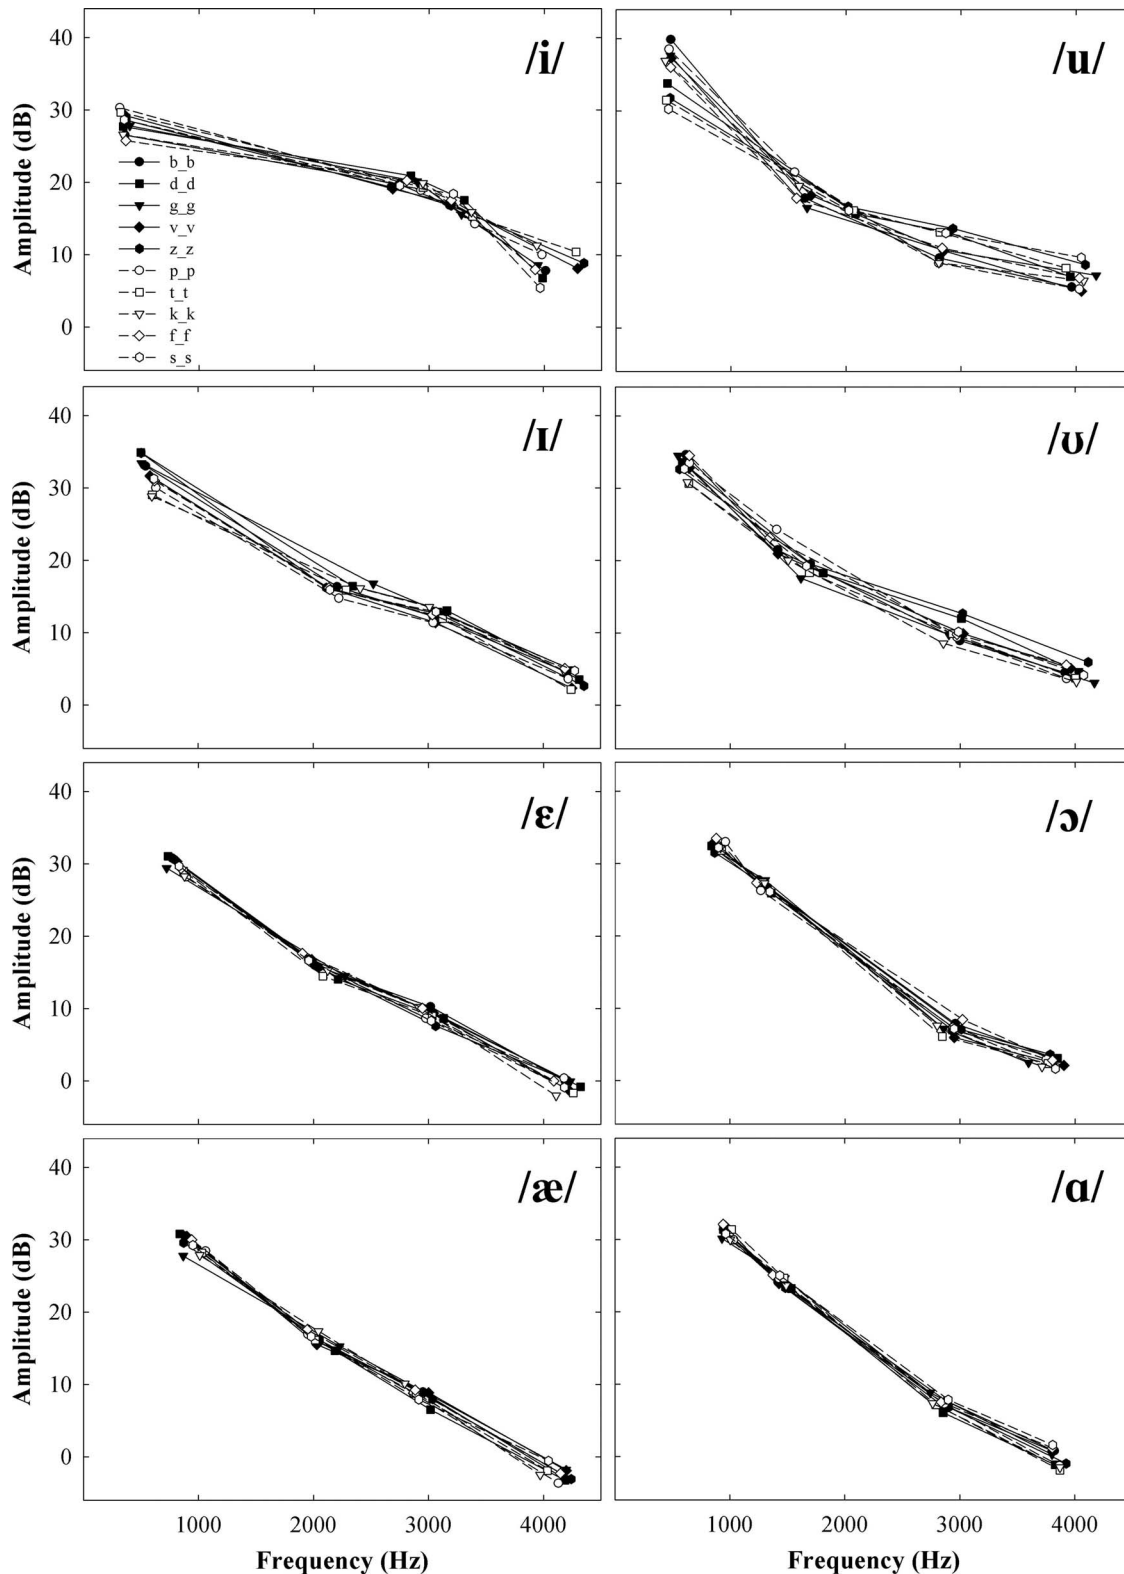 40
30
20
10
0
Amplitude (dB)
/i/
b_b
d_d
g_g
v_v
z_z
p_p
t_t
k_k
f_f
s_s
/u/
40
30
20
10
0
Amplitude (dB)
/ɪ/
/ʊ/
40
30
20
10
0
Amplitude (dB)
/ɛ/
/ɔ/
40
30
20
10
0
Amplitude (dB)
/æ/
/ɑ/
1000 2000 3000 4000
1000 2000 3000 4000
Frequency (Hz)
Frequency (Hz)